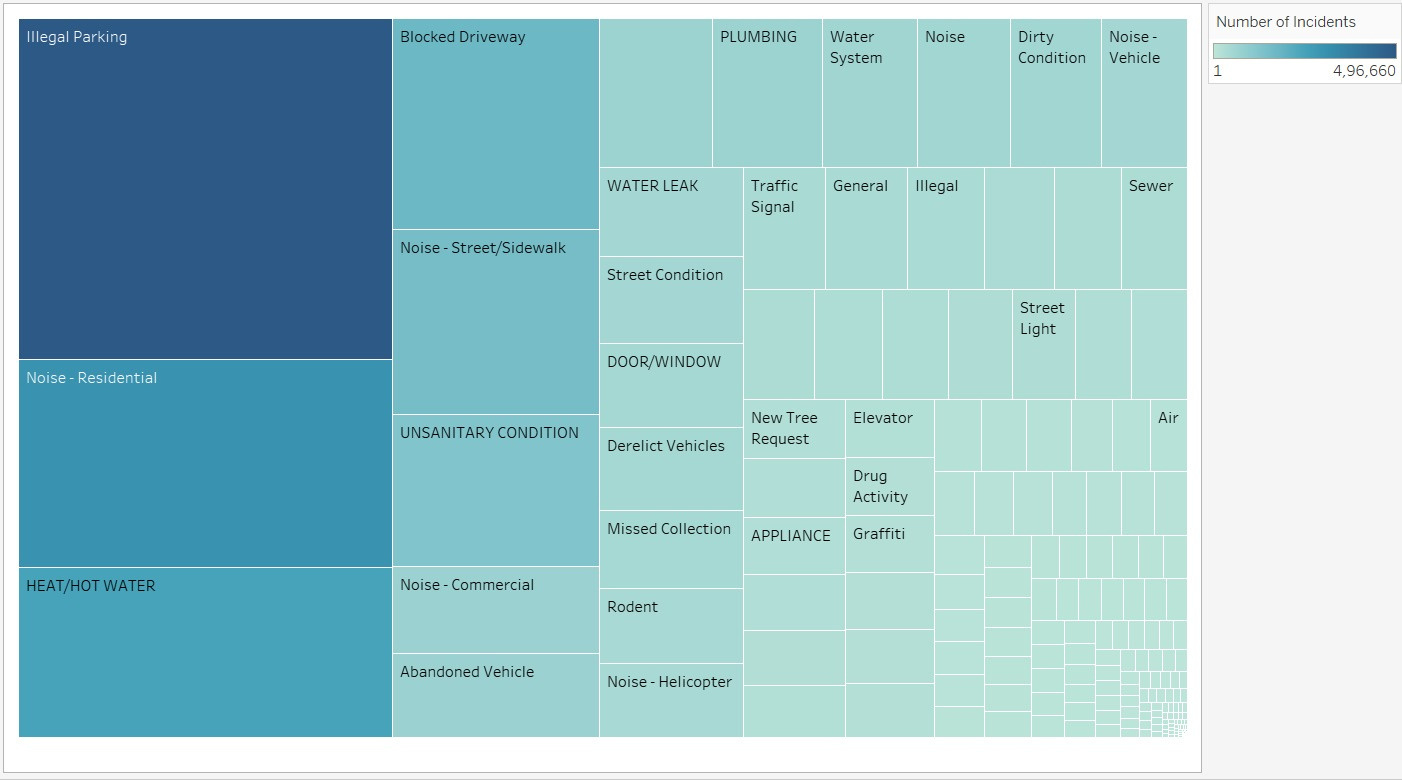 Illegal Parking
Noise - Residential
HEAT/HOT WATER
Blocked Driveway
Noise - Street/Sidewalk
UNSANITARY CONDITION
Noise - Commercial
Abandoned Vehicle
PLUMBING
Water
System
Noise
Dirty
Condition
Noise -
Vehicle
WATER LEAK
Street Condition
DOOR/WINDOW
Derelict Vehicles
Missed Collection
Rodent
Noise - Helicopter
Traffic
Signal
General
Illegal
Sewer
Street
Light
New Tree
Request
APPLIANCE
Elevator
Drug
Activity
Graffiti
Air
Number of Incidents
1
4,96,660